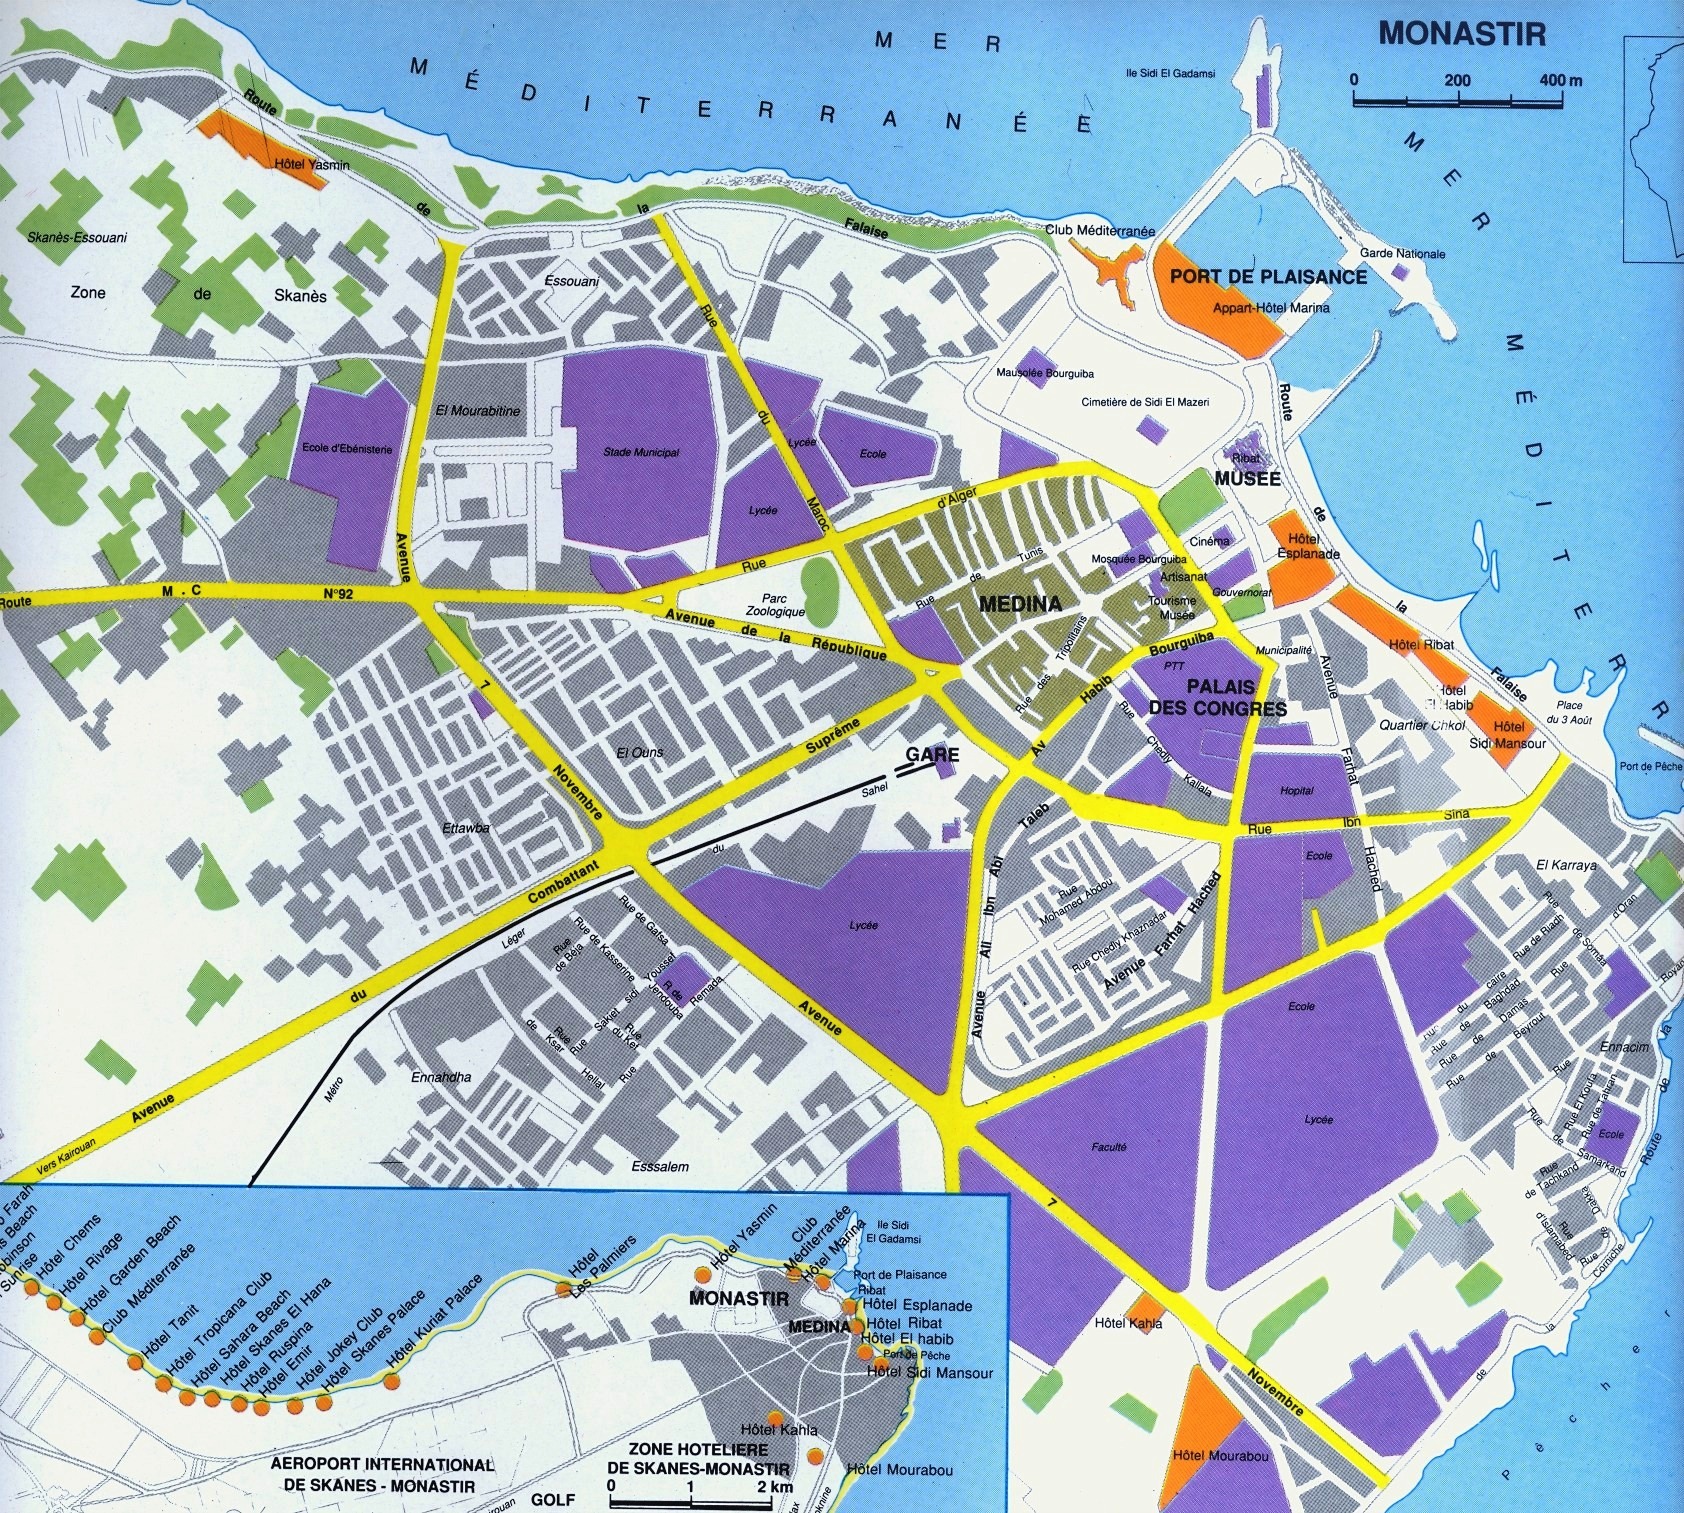 MONASTIR
0 200 400 m
MER
MÉDITERRANÉE
MER MÉDITERR
Ile Sidi El Gadamsi
Route
Hôtel Yasmin
de
la
Falaise
Club Méditerranée
Garde Nationale
PORT DE PLAISANCE
Appart-Hôtel Marina
Skanès-Essouani
Zone de Skanès
Essouani
Rue
Mausolée Bourguiba
Cimetière de Sidi El Mazeri
Route
El Mourabitine
Ecole d'Ebénisterie
Stade Municipal
du
Lycée
Ecole
Ribat
MUSEE
Lycée
Maroc
d'Alger
Rue
de
Avenue
Cinéma
Hôtel
Esplanade
Mosquée Bourguiba
Artisanat
Gouvernorat
Tourisme
Musée
Rue de Tunis
MEDINA
Route M.C N°92
Parc
Zoologique
Avenue de la République
la
Hôtel Ribat
Falaise
Bourguiba
Municipalité
Rue des Tripolitains
PTT
PALAIS
DES CONGRES
Avenue
Hôtel
El Habib
Place
du 3 Août
Quartier Chkol
Hôtel
Sidi Mansour
Habib
Av
7
El Ouns
Suprême
GARE
Rue
Chedly
Kallala
Farhat
Port de Pêche
Novembre
Sahel
Hopital
Ettawba
Taleb
Rue Ibn Sina
du
Ecole
Hached
El Karraya
Combattant
Abi
Ibn
Ali
Avenue
Rue
Mohamed Abdou
Rue Chedly Khaznadar
Avenue Farhat Hached
Lycée
Rue de Gafsa
Rue de Kasserine
Rue
de Béja
Léger
Youssef
sidi
Sakiet
Rue
R de
Jendouba
Remada
Rue
du Kef
Rue
de
Ksar
Hellal
Rue
du
Avenue
Ecole
Rue
d'Oran
de Somâa
Rue de Riadh
Rue
du
caire
Rue
de
Baghdad
Rue
de
Damas
Rue
de
Beyrout
Rue
Ennacim
la
de
Route
Ennahdha
Métro
Avenue
Vers Kairouan
Esssalem
Faculté
Lycée
Rue El Kouta
Rue de Tahran
Rue
de
Samarkand
Ecole
Rue
de Tachkand
Dakka
de
Rue
d'Islamabed
Rue
Corniche
7
Hôtel Kahla
Novembre
Hôtel Mourabou
de
la
Pêcher
Hôtel Chems
Hôtel Rivage
Hôtel Garden Beach
Club Méditerranée
Hôtel Tanit
Hôtel Tropicana Club
Hôtel Sahara Beach
Hôtel Skanes El Hana
Hôtel Ruspina
Hôtel Emir
Hôtel Jokey Club
Hôtel Skanes Palace
Hôtel Kuriat Palace
Hôtel
Les Palmiers
Hôtel Yasmin
Club
Méditerranée
Hôtel Marina
Ile Sidi
El Gadamsi
Port de Plaisance
Ribat
MONASTIR
Hôtel Esplanade
MEDINA
Hôtel Ribat
Hôtel El habib
Port de Pêche
Hôtel Sidi Mansour
Hôtel Kahla
Hôtel Mourabou
AEROPORT INTERNATIONAL
DE SKANES - MONASTIR
ZONE HOTELIERE
DE SKANES-MONASTIR
GOLF
0 1 2 km